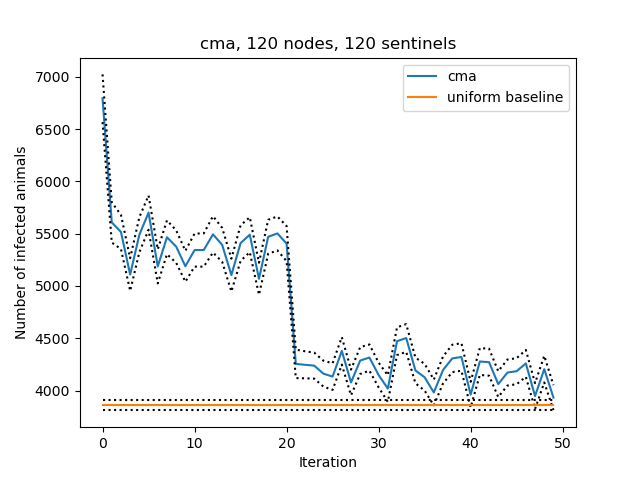 cma, 120 nodes, 120 sentinels
cma
uniform baseline
Number of infected animals
7000
6500
6000
5500
5000
4500
4000
0 10 20 30 40 50
Iteration